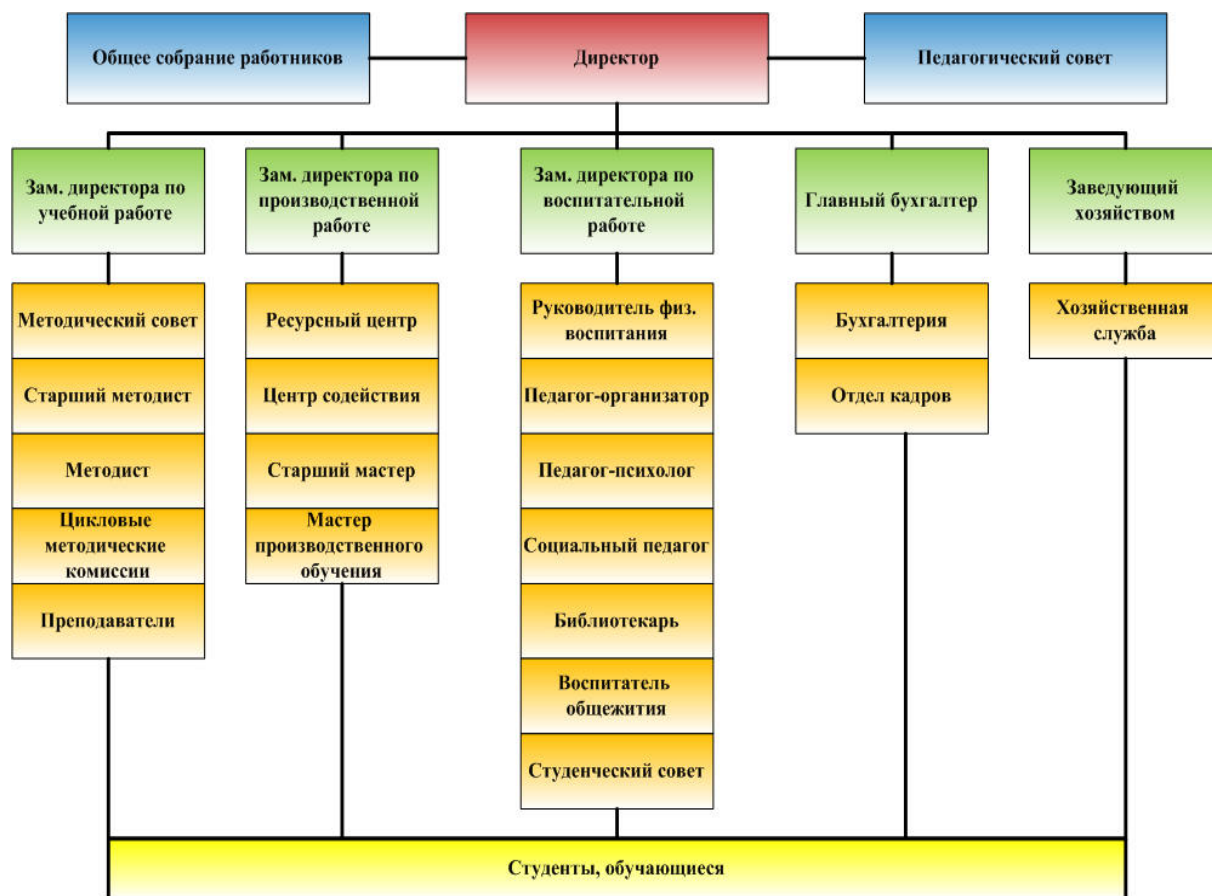 Общее собрание работников
Директор
Педагогический совет
Зам. директора по
учебной работе
Зам. директора по
производственной
работе
Зам. директора по
воспитательной
работе
Главный бухгалтер
Заведующий
хозяйством
Методический совет
Старший методист
Методист
Цикловые
методические
комиссии
Преподаватели
Ресурсный центр
Центр содействия
Старший мастер
Мастер
производственного
обучения
Руководитель физ.
воспитания
Педагог-организатор
Педагог-психолог
Социальный педагог
Библиотекарь
Воспитатель
общежития
Студенческий совет
Бухгалтерия
Отдел кадров
Хозяйственная
служба
Студенты, обучающиеся